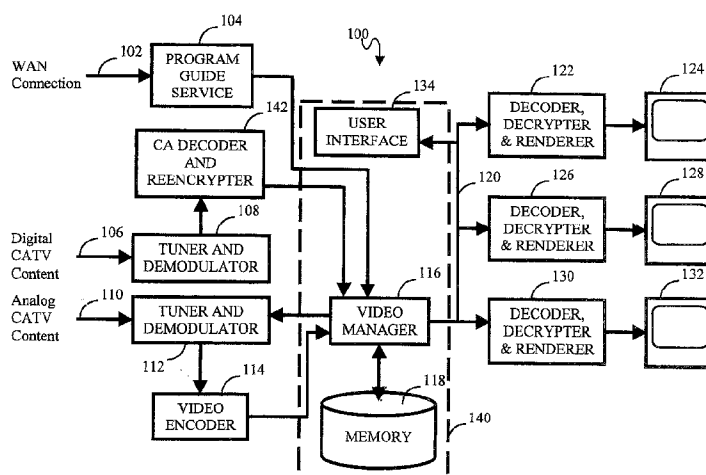 WAN
Connection
102
104
PROGRAM
GUIDE
SERVICE
100
142
CA DECODER
AND
REENCRYPTER
134
USER
INTERFACE
122
DECODER,
DECRYPTER
& RENDERER
124
120
126
DECODER,
DECRYPTER
& RENDERER
128
Digital
CATV
Content
106
108
TUNER AND
DEMODULATOR
Analog
CATV
Content
110
TUNER AND
DEMODULATOR
112
114
VIDEO
ENCODER
116
VIDEO
MANAGER
118
MEMORY
130
DECODER,
DECRYPTER
& RENDERER
132
140